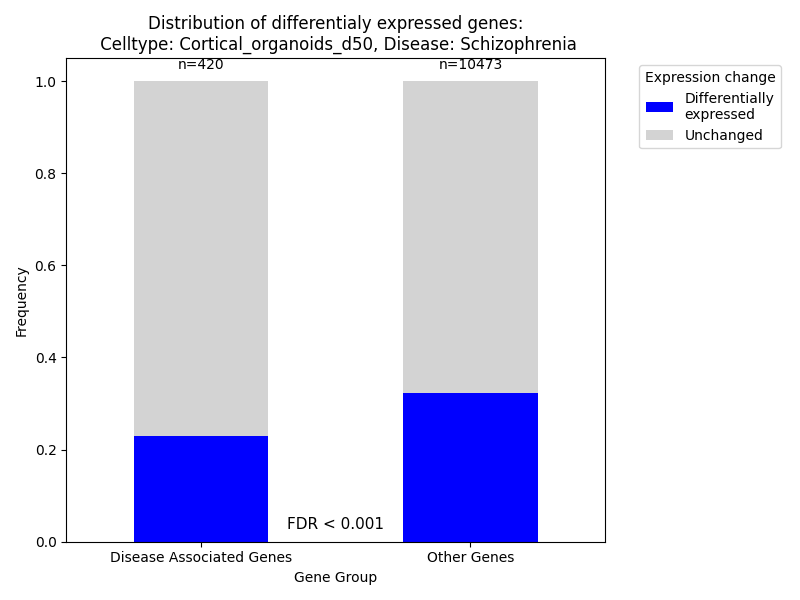 Distribution of differentialy expressed genes:
Celltype: Cortical_organoids_d50, Disease: Schizophrenia
n=420
n=10473
Expression change
Differentially
expressed
Unchanged
1.0
0.8
0.6
0.4
0.2
0.0
Frequency
FDR < 0.001
Disease Associated Genes
Other Genes
Gene Group